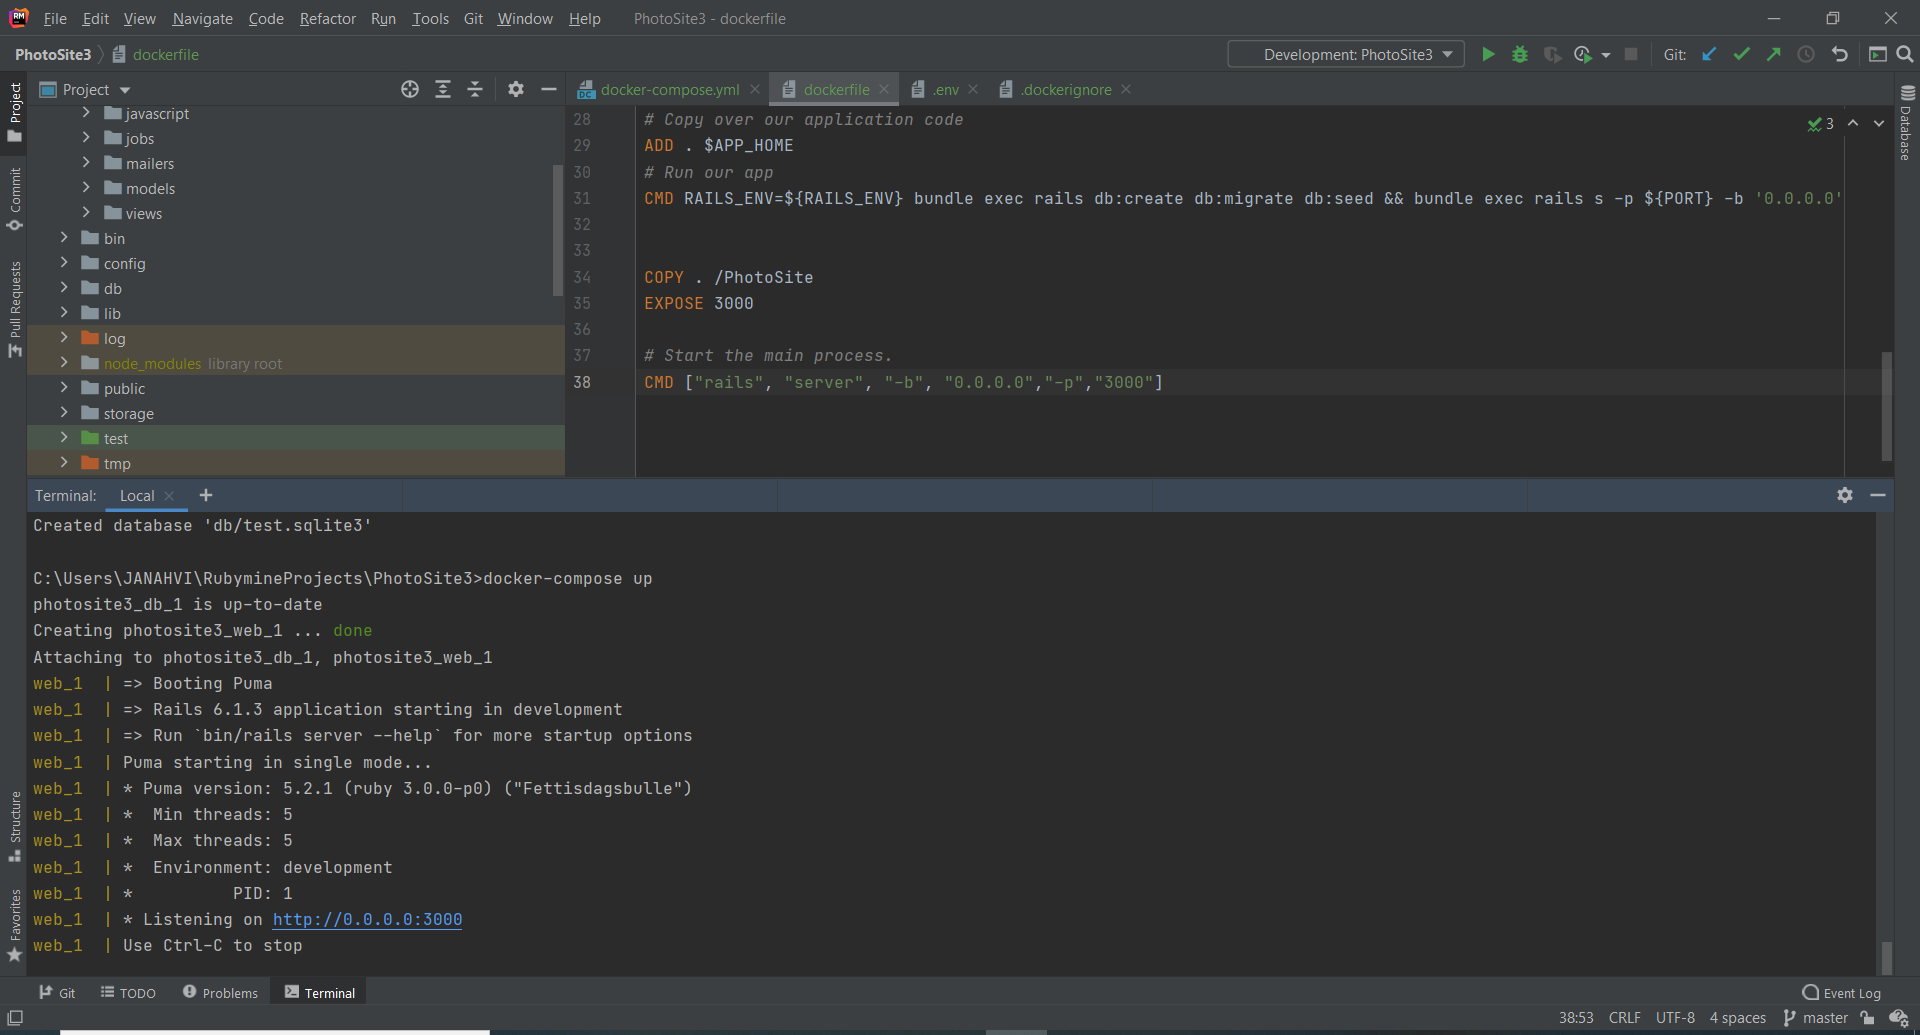 RM File Edit View Navigate Code Refactor Run Tools Git Window Help PhotoSite3 - dockerfile
PhotoSite3 dockerfile Development: PhotoSite3 Git:
Project
Commit
Pull Requests
Structure
Favorites
Project
javascript
jobs
mailers
models
views
bin
config
db
lib
log
node_modules library root
public
storage
test
tmp
DC docker-compose.yml dockerfile .env .dockerignore
3
28 # Copy over our application code
29 ADD . $APP_HOME
30 # Run our app
31 CMD RAILS_ENV=${RAILS_ENV} bundle exec rails db:create db:migrate db:seed && bundle exec rails s -p ${PORT} -b '0.0.0.0'
32
33
34 COPY . /PhotoSite
35 EXPOSE 3000
36
37 # Start the main process.
38 CMD ["rails", "server", "-b", "0.0.0.0","-p","3000"]
Database
Terminal: Local
Created database 'db/test.sqlite3'
C:\Users\JANAHVI\RubymineProjects\PhotoSite3>docker-compose up
photosite3_db_1 is up-to-date
Creating photosite3_web_1 ... done
Attaching to photosite3_db_1, photosite3_web_1
web_1 | => Booting Puma
web_1 | => Rails 6.1.3 application starting in development
web_1 | => Run `bin/rails server --help` for more startup options
web_1 | Puma starting in single mode...
web_1 | * Puma version: 5.2.1 (ruby 3.0.0-p0) ("Fettisdagsbulle")
web_1 | * Min threads: 5
web_1 | * Max threads: 5
web_1 | * Environment: development
web_1 | * PID: 1
web_1 | * Listening on http://0.0.0.0:3000
web_1 | Use Ctrl-C to stop
Git TODO Problems Terminal Event Log
38:53 CRLF UTF-8 4 spaces master